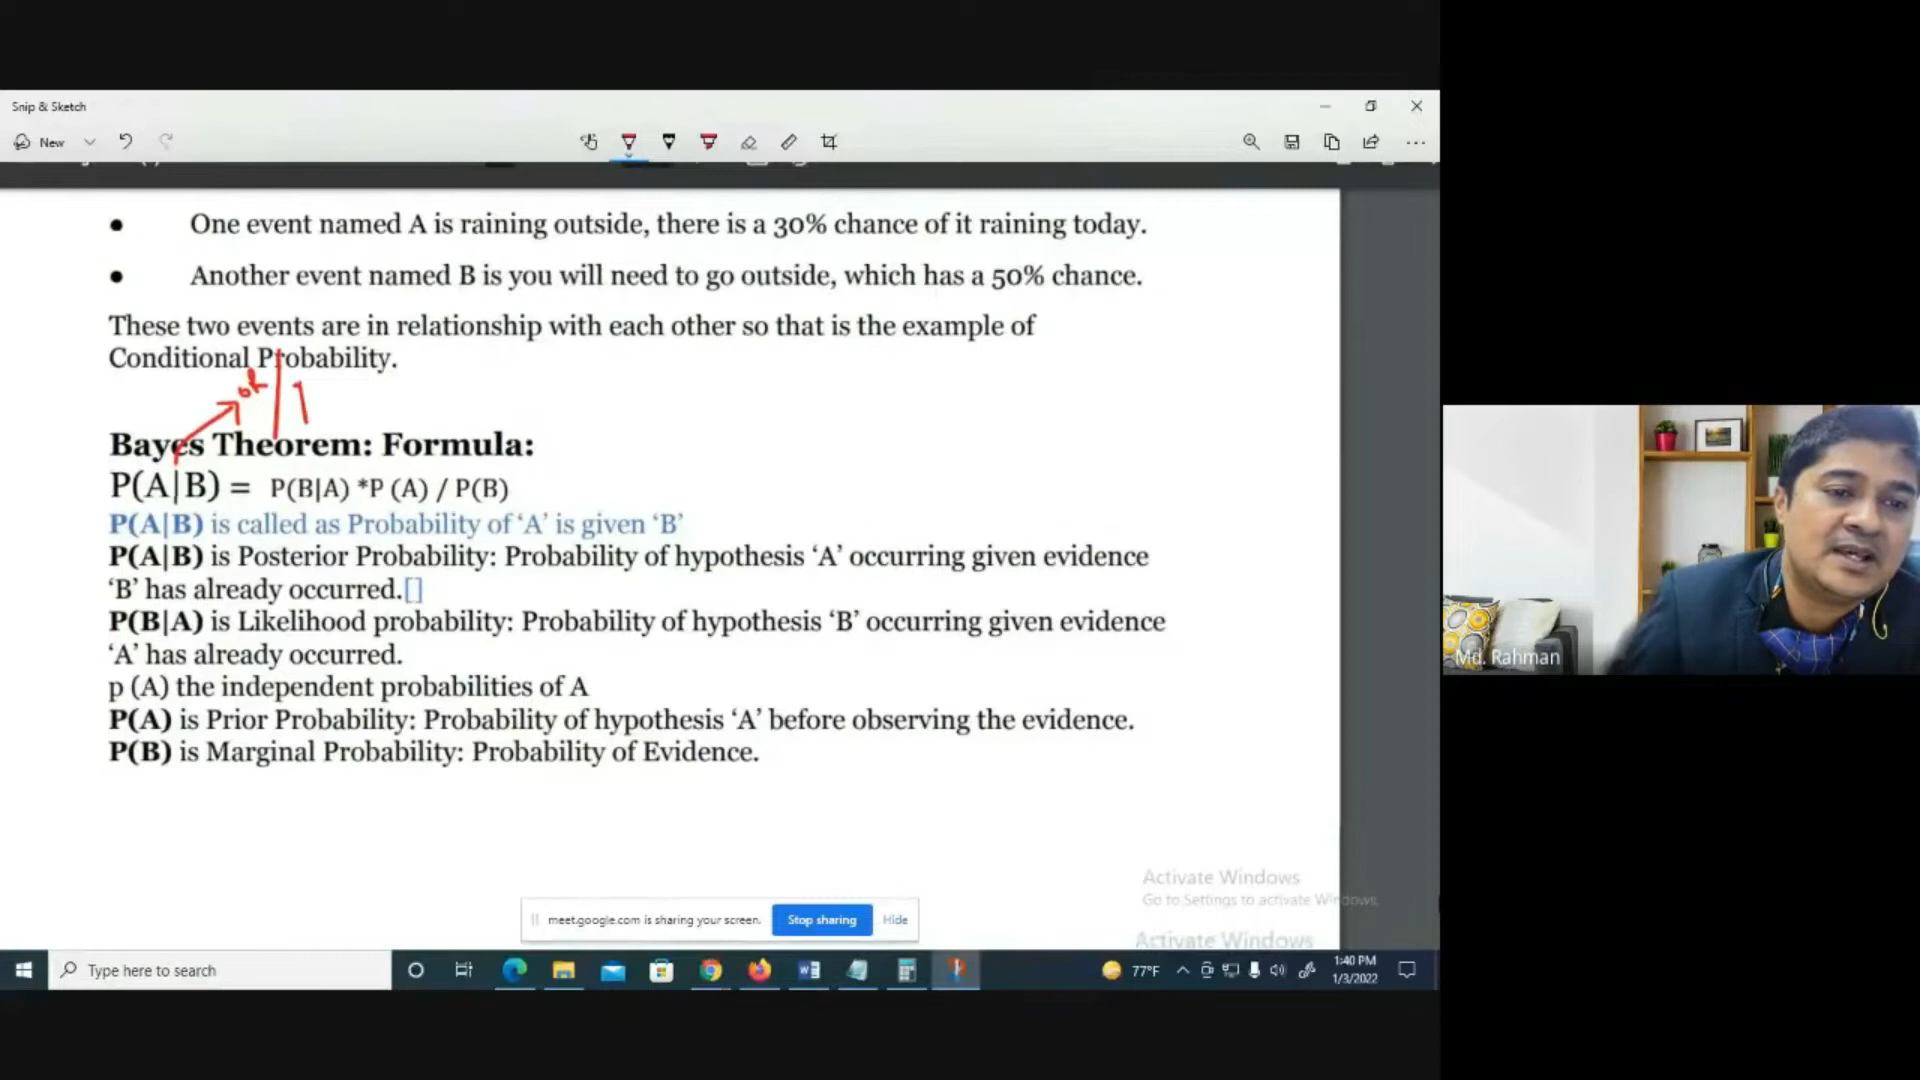 Snip & Sketch
New
● One event named A is raining outside, there is a 30% chance of it raining today.
● Another event named B is you will need to go outside, which has a 50% chance.
These two events are in relationship with each other so that is the example of
Conditional Probability.
Bayes Theorem: Formula:
P(A|B) = P(B|A) *P (A) / P(B)
P(A|B) is called as Probability of ‘A’ is given ‘B’
P(A|B) is Posterior Probability: Probability of hypothesis ‘A’ occurring given evidence
‘B’ has already occurred.[]
P(B|A) is Likelihood probability: Probability of hypothesis ‘B’ occurring given evidence
‘A’ has already occurred.
p (A) the independent probabilities of A
P(A) is Prior Probability: Probability of hypothesis ‘A’ before observing the evidence.
P(B) is Marginal Probability: Probability of Evidence.
Md. Rahman
Activate Windows
Go to Settings to activate Windows.
meet.google.com is sharing your screen. Stop sharing Hide
Activate Windows
Type here to search
77°F
1:40 PM
1/3/2022